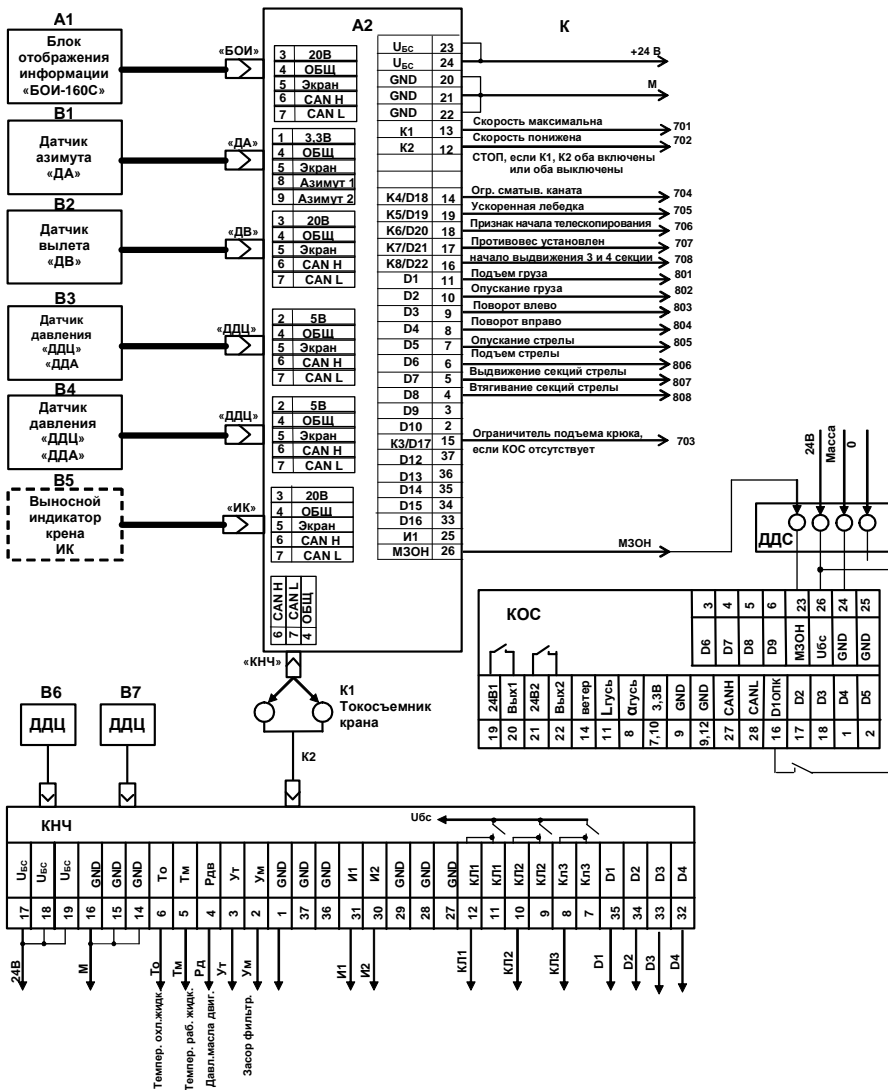 А1
Блок
отображения
информации
«БОИ-160С»
«БОИ»
В1
Датчик
азимута
«ДА»
«ДА»
В2
Датчик
вылета
«ДВ»
«ДВ»
В3
Датчик
давления
«ДДЦ»
«ДДА
«ДДЦ»
В4
Датчик
давления
«ДДЦ»
«ДДА»
«ДДЦ»
В5
Выносной
индикатор
крена
ИК
«ИК»
А2
3 20В
4 ОБЩ
5 Экран
6 CAN H
7 CAN L
1 3,3В
4 ОБЩ
5 Экран
8 Азимут 1
9 Азимут 2
3 20В
4 ОБЩ
5 Экран
6 CAN H
7 CAN L
2 5В
4 ОБЩ
5 Экран
6 CAN H
7 CAN L
2 5В
4 ОБЩ
5 Экран
6 CAN H
7 CAN L
3 20В
4 ОБЩ
5 Экран
6 CAN H
7 CAN L
6 CAN H
7 CAN L
4 ОБЩ
UБС 23
UБС 24
GND 20
GND 21
GND 22
К1 13
К2 12
K4/D18 14
K5/D19 19
K6/D20 18
K7/D21 17
K8/D22 16
D1 11
D2 10
D3 9
D4 8
D5 7
D6 6
D7 5
D8 4
D9 3
D10 2
К3/D17 15
D12 37
D13 36
D14 35
D15 34
D16 33
И1 25
МЗОН 26
К
+24 В
М
Скорость максимальна 701
Скорость понижена 702
СТОП, если К1, К2 оба включены
или оба выключены
Огр. сматыв. каната 704
Ускоренная лебедка 705
Признак начала телескопирования 706
Противовес установлен 707
начало выдвижения 3 и 4 секции 708
Подъем груза 801
Опускание груза 802
Поворот влево 803
Поворот вправо 804
Опускание стрелы 805
Подъем стрелы 806
Выдвижение секций стрелы 807
Втягивание секций стрелы 808
Ограничитель подъема крюка, 703
если КОС отсутствует
МЗОН
24В
Масса
0
ДДС
КОС
D6 3
D7 4
D8 5
D9 6
МЗОН 23
Uбс 26
GND 24
GND 25
24В1 19
Вых1 20
24В2 21
Вых2 22
ветер 14
Lгусь 11
αгусь 8
3,3В 7,10
GND 9
GND 9,12
CANH 27
CANL 28
D1ОПК 16
D2 17
D3 18
D4 1
D5 2
«КНЧ»
К1
Токосъемник
крана
К2
В6
ДДЦ
В7
ДДЦ
КНЧ
Uбс
UБС 17
UБС 18
UБС 19
GND 16
GND 15
GND 14
То 6
Тм 5
Рдв 4
Ут 3
Ум 2
GND 1
GND 37
GND 36
И1 31
И2 30
GND 29
GND 28
GND 27
КЛ1 12
КЛ1 11
КЛ2 10
КЛ2 9
Кл3 8
Кл3 7
D1 35
D2 34
D3 33
D4 32
24В
М
То
Тм
Рд
Ут
Ум
И1
И2
КЛ1
КЛ2
КЛ3
D1
D2
D3
D4
Темпер. охл.жидк.
Темпер. раб. жидк.
Давл.масла двиг.
Засор фильтр.